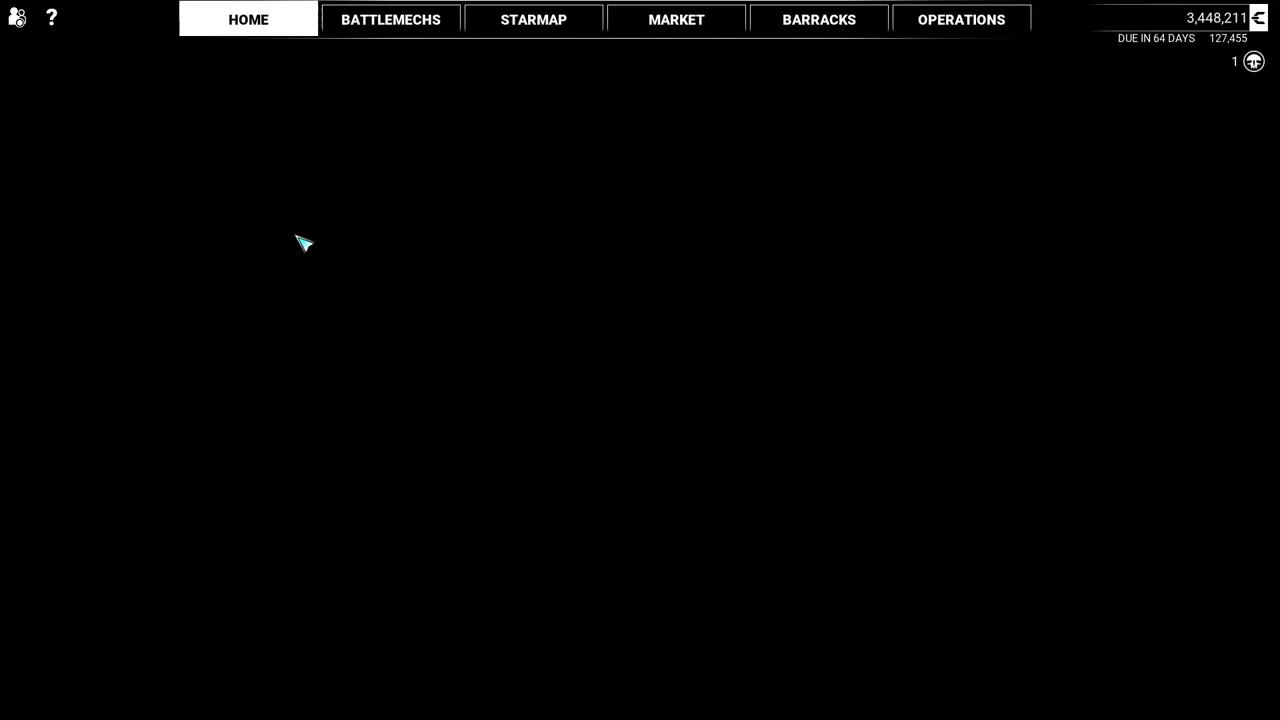 ?
HOME
BATTLEMECHS
STARMAP
MARKET
BARRACKS
OPERATIONS
3,448,211
DUE IN 64 DAYS 127,455
1